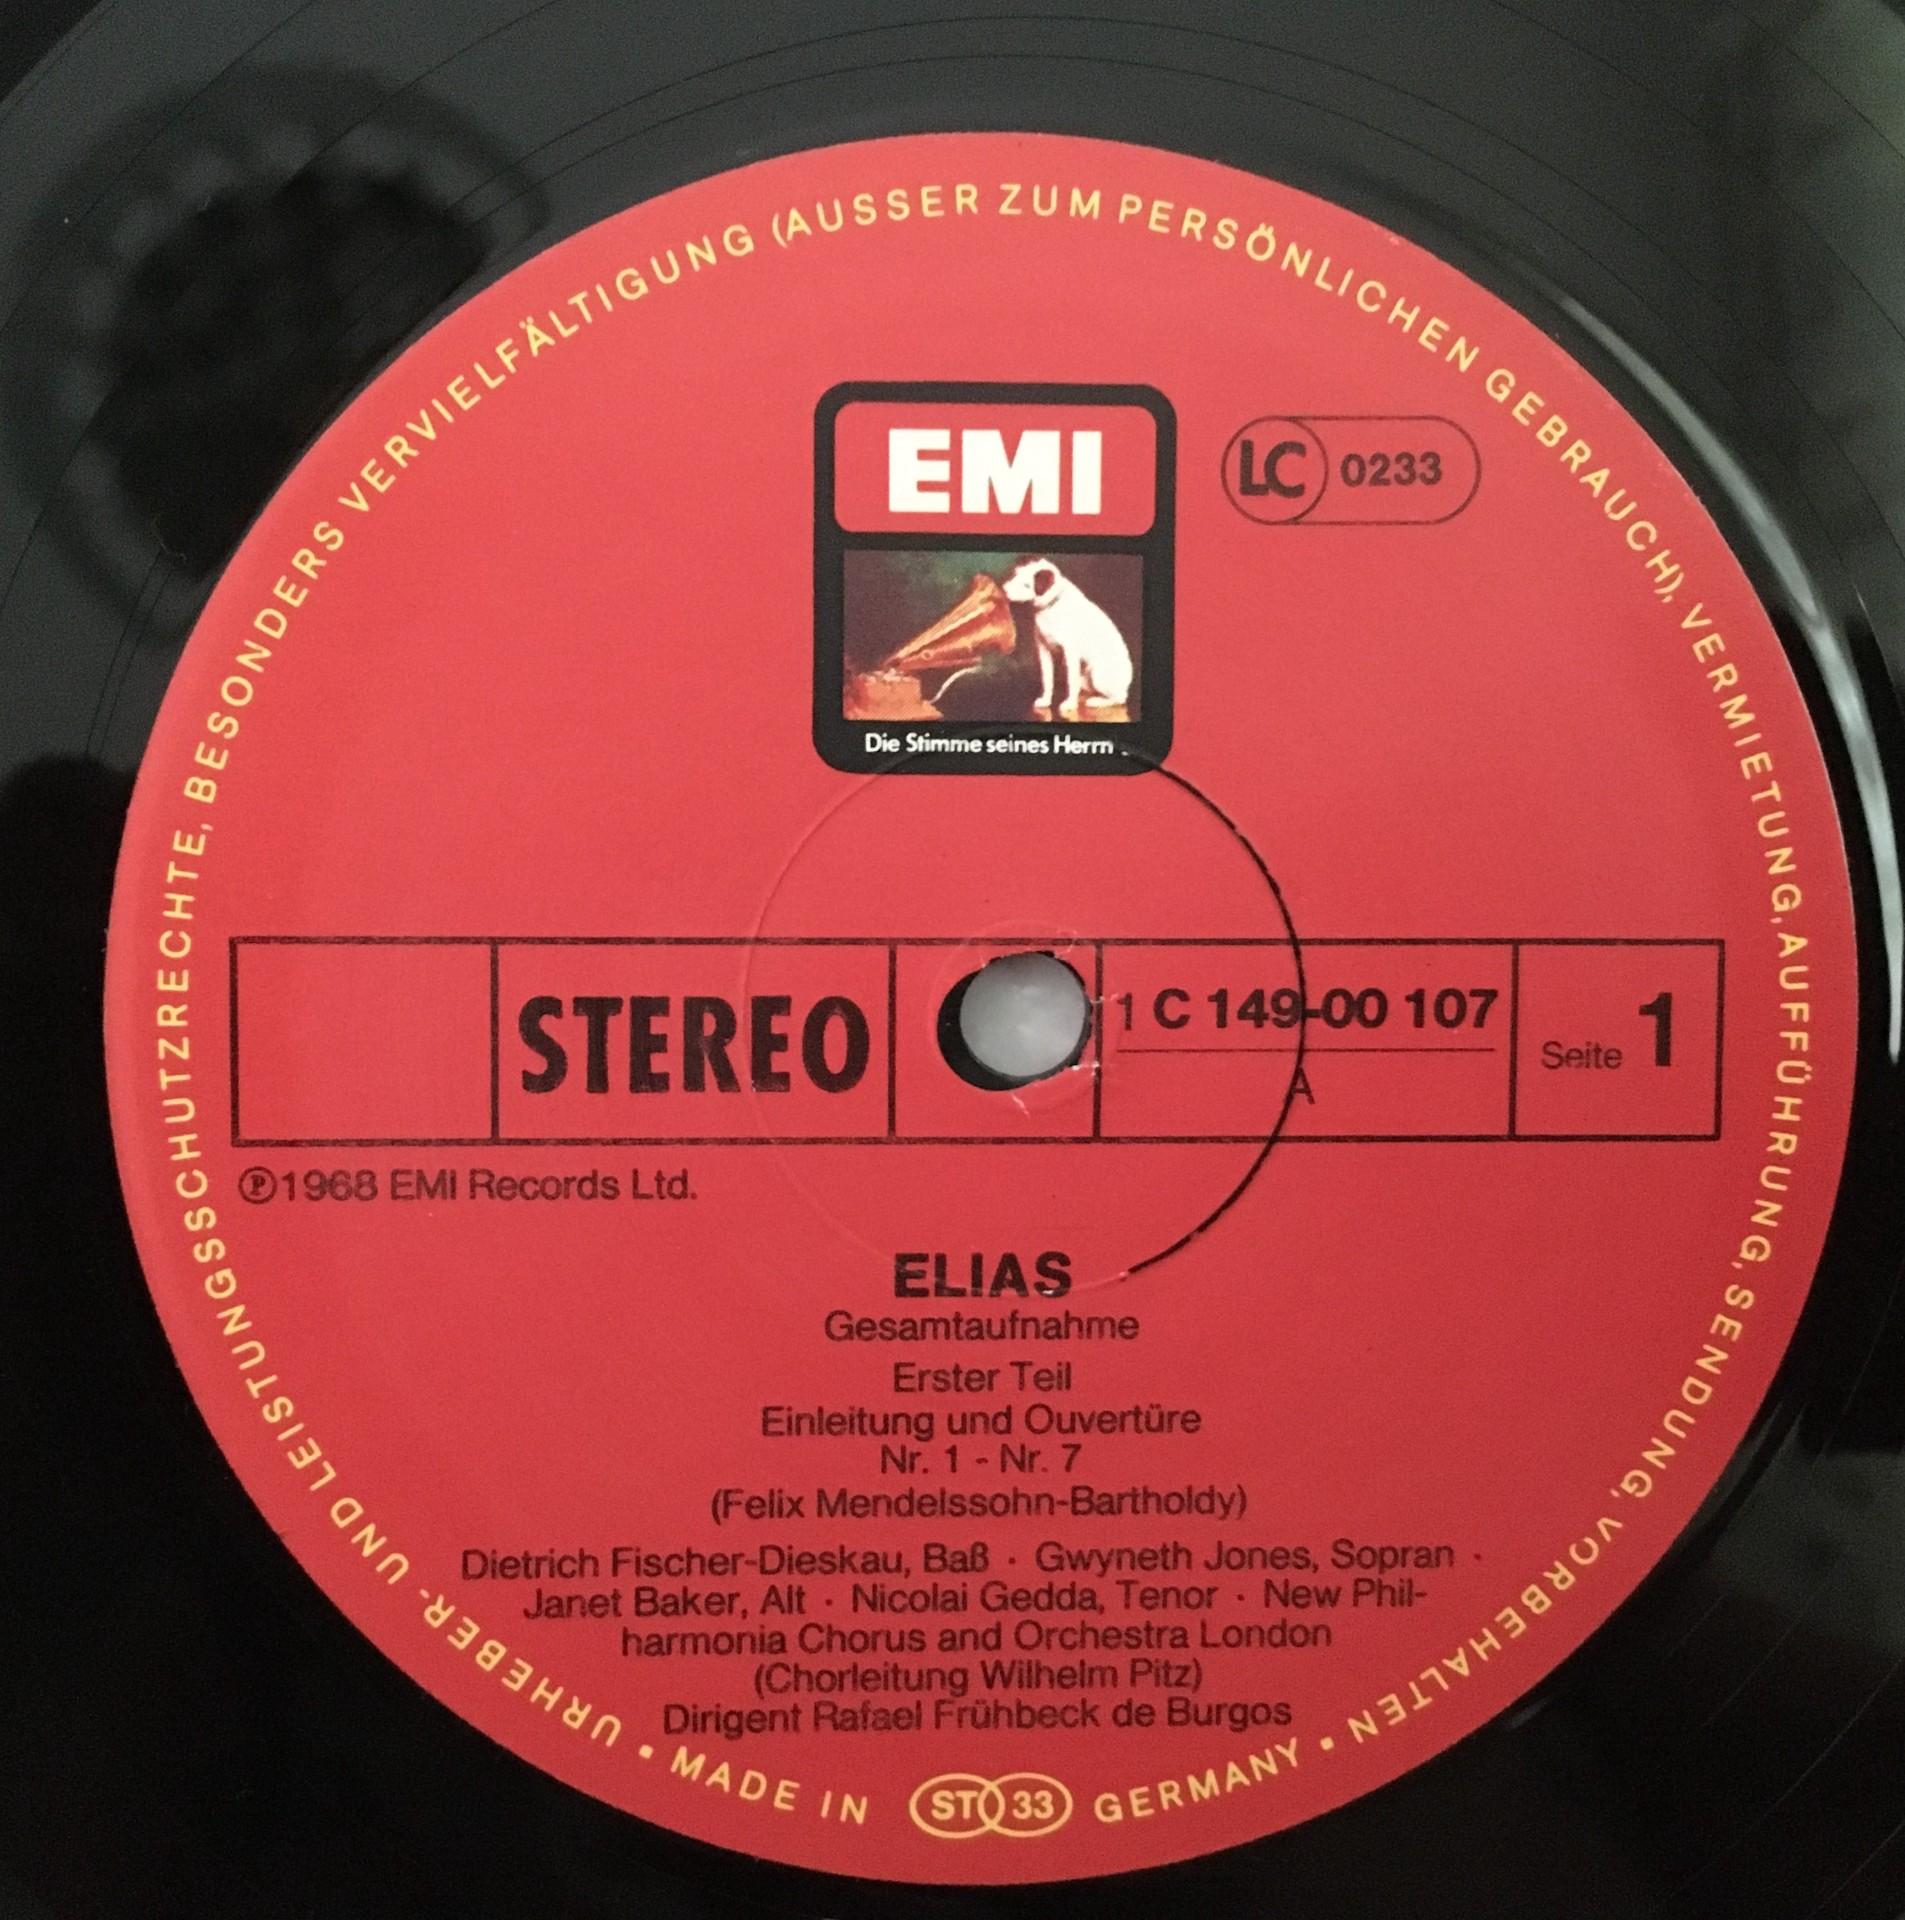 URHEBER- UND LEISTUNGSSCHUTZRECHTE, BESONDERS VERVIELFÄLTIGUNG (AUSSER ZUM PERSÖNLICHEN GEBRAUCH), VERMIETUNG, AUFFÜHRUNG, SENDUNG, VORBEHALTEN
EMI
LC 0233
Die Stimme seines Herrn
STEREO
1 C 149-00 107
A
Seite 1
℗1968 EMI Records Ltd.
ELIAS
Gesamtaufnahme
Erster Teil
Einleitung und Ouvertüre
Nr. 1 - Nr. 7
(Felix Mendelssohn-Bartholdy)
Dietrich Fischer-Dieskau, Baß · Gwyneth Jones, Sopran ·
Janet Baker, Alt · Nicolai Gedda, Tenor · New Phil-
harmonia Chorus and Orchestra London
(Chorleitung Wilhelm Pitz)
Dirigent Rafael Frühbeck de Burgos
• MADE IN ST 33 GERMANY •